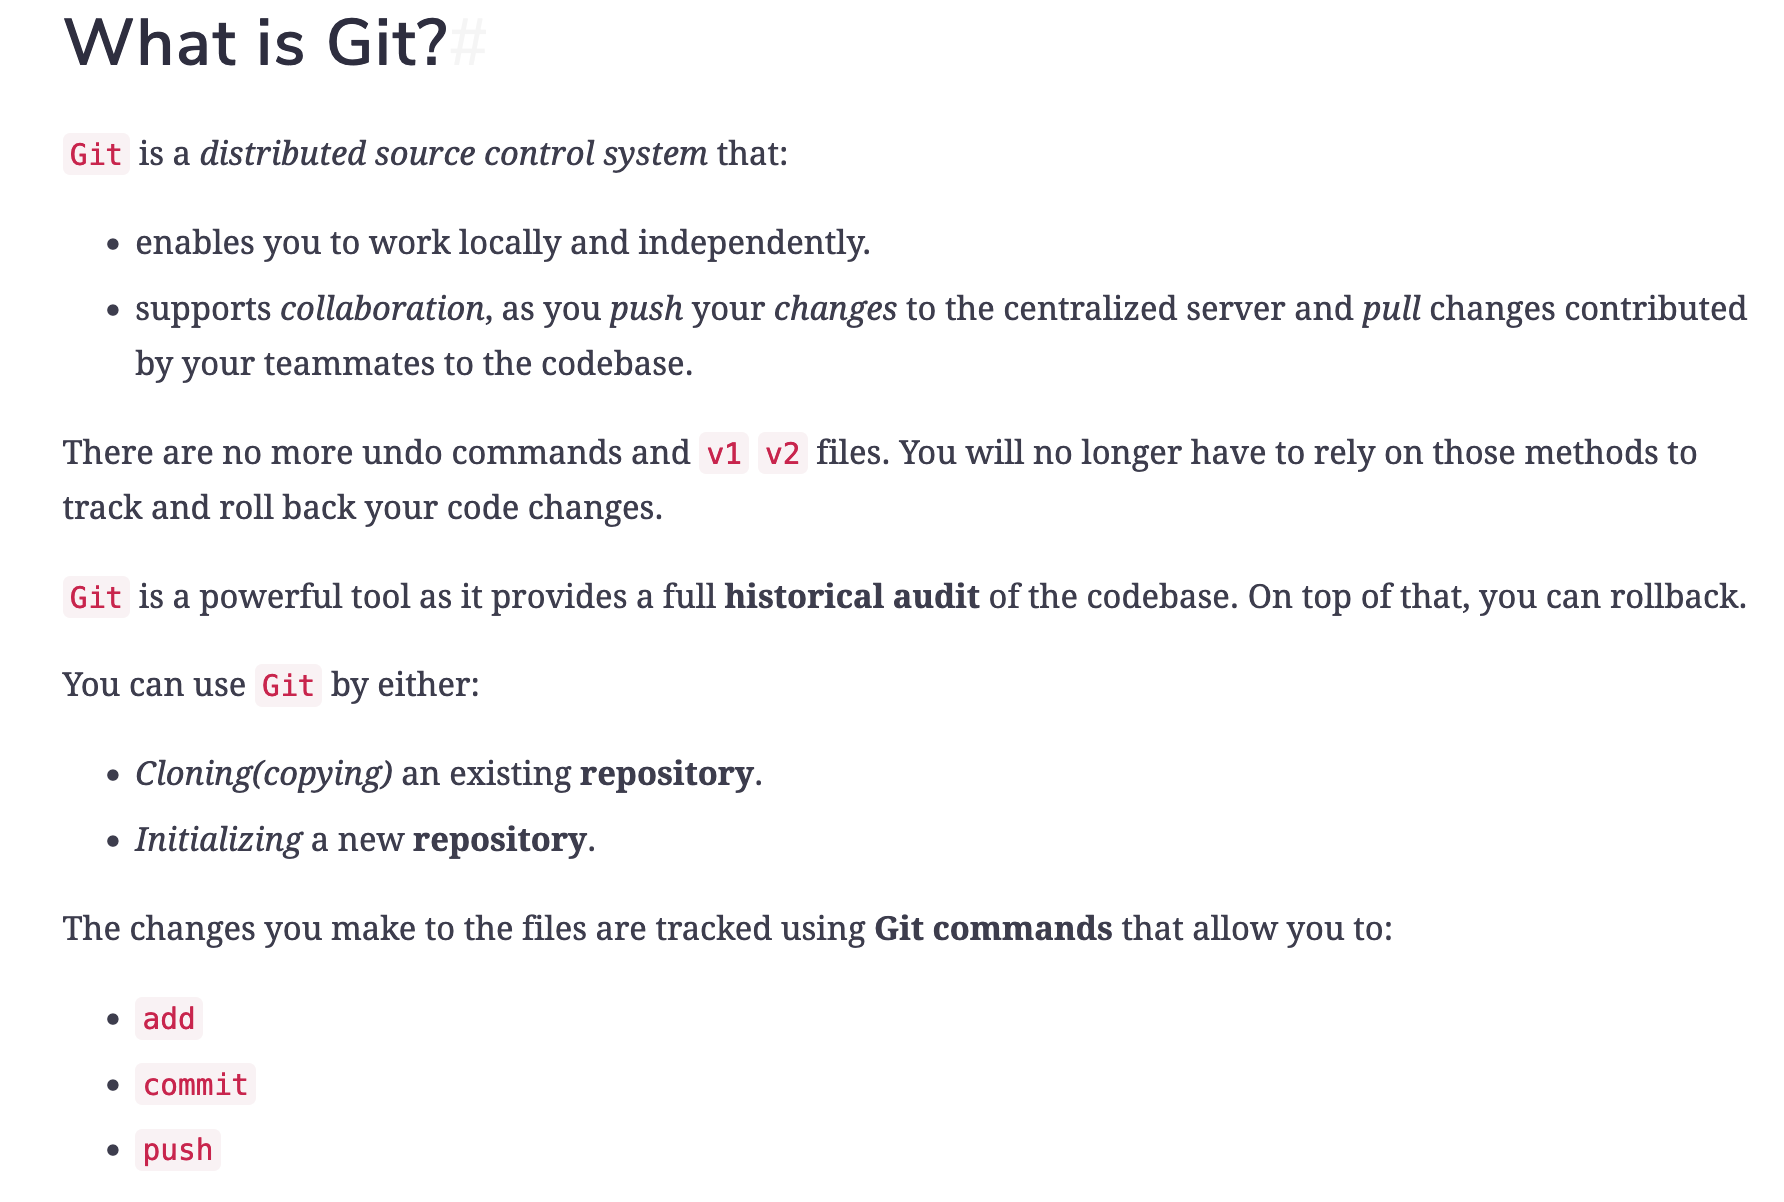 What is Git?#
Git is a distributed source control system that:
• enables you to work locally and independently.
• supports collaboration, as you push your changes to the centralized server and pull changes contributed
by your teammates to the codebase.
There are no more undo commands and v1 v2 files. You will no longer have to rely on those methods to
track and roll back your code changes.
Git is a powerful tool as it provides a full historical audit of the codebase. On top of that, you can rollback.
You can use Git by either:
• Cloning(copying) an existing repository.
• Initializing a new repository.
The changes you make to the files are tracked using Git commands that allow you to:
• add
• commit
• push